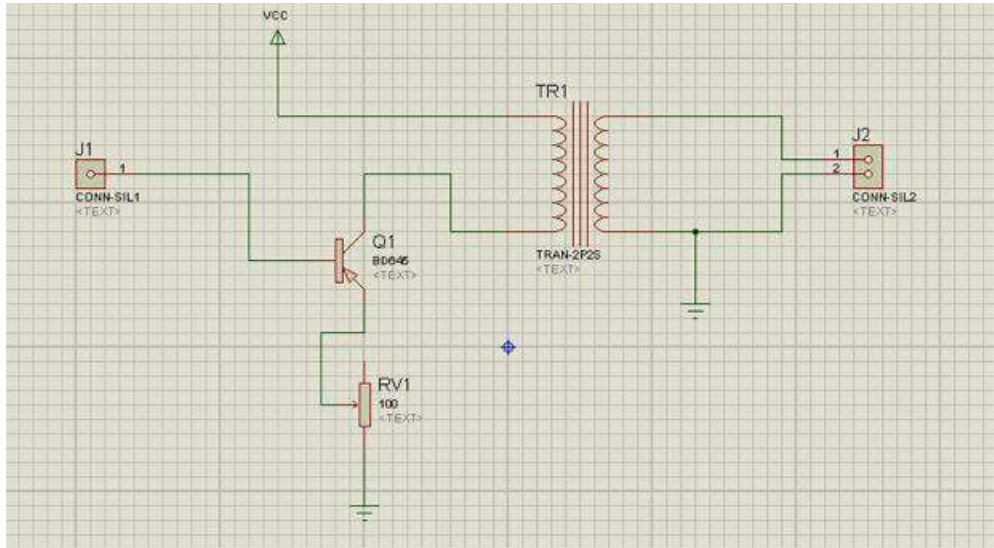 VCC
TR1
J1
1
CONN-SIL1
<TEXT>
J2
1
2
CONN-SIL2
<TEXT>
Q1
BD646
<TEXT>
TRAN-2P2S
<TEXT>
RV1
100
<TEXT>